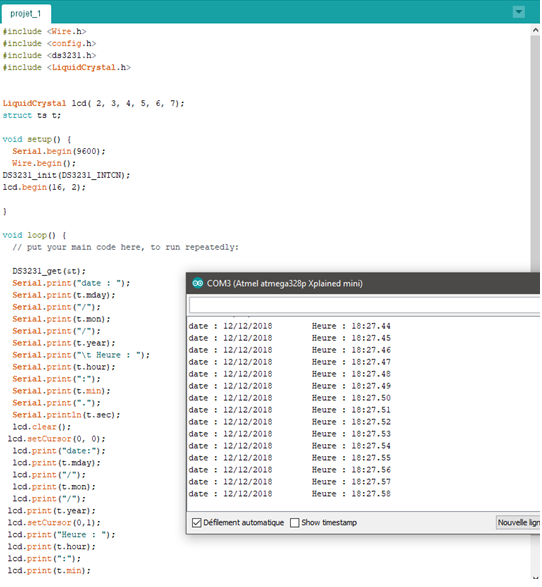 projet_1
#include <Wire.h>
#include <config.h>
#include <ds3231.h>
#include <LiquidCrystal.h>
LiquidCrystal lcd( 2, 3, 4, 5, 6, 7);
struct ts t;
void setup() {
Serial.begin(9600);
Wire.begin();
DS3231_init(DS3231_INTCN);
lcd.begin(16, 2);
}
void loop() {
// put your main code here, to run repeatedly:
DS3231_get(&t);
Serial.print("date : ");
Serial.print(t.mday);
Serial.print("/");
Serial.print(t.mon);
Serial.print("/");
Serial.print(t.year);
Serial.print("\t Heure : ");
Serial.print(t.hour);
Serial.print(":");
Serial.print(t.min);
Serial.print(".");
Serial.println(t.sec);
lcd.clear();
lcd.setCursor(0, 0);
lcd.print("date:");
lcd.print(t.mday);
lcd.print("/");
lcd.print(t.mon);
lcd.print("/");
lcd.print(t.year);
lcd.setCursor(0,1);
lcd.print("Heure : ");
lcd.print(t.hour);
lcd.print(":");
lcd.print(t.min);
COM3 (Atmel atmega328p Xplained mini)
date : 12/12/2018 Heure : 18:27.44
date : 12/12/2018 Heure : 18:27.45
date : 12/12/2018 Heure : 18:27.46
date : 12/12/2018 Heure : 18:27.47
date : 12/12/2018 Heure : 18:27.48
date : 12/12/2018 Heure : 18:27.49
date : 12/12/2018 Heure : 18:27.50
date : 12/12/2018 Heure : 18:27.51
date : 12/12/2018 Heure : 18:27.52
date : 12/12/2018 Heure : 18:27.53
date : 12/12/2018 Heure : 18:27.54
date : 12/12/2018 Heure : 18:27.55
date : 12/12/2018 Heure : 18:27.56
date : 12/12/2018 Heure : 18:27.57
date : 12/12/2018 Heure : 18:27.58
Défilement automatique Show timestamp Nouvelle lign